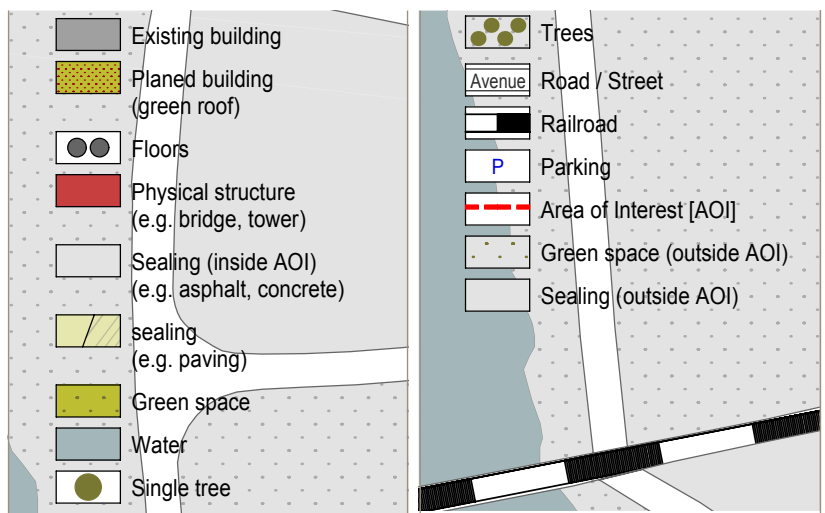 Existing building
Planed building
(green roof)
Floors
Physical structure
(e.g. bridge, tower)
Sealing (inside AOI)
(e.g. asphalt, concrete)
sealing
(e.g. paving)
Green space
Water
Single tree
Trees
Avenue Road / Street
Railroad
P Parking
Area of Interest [AOI]
Green space (outside AOI)
Sealing (outside AOI)